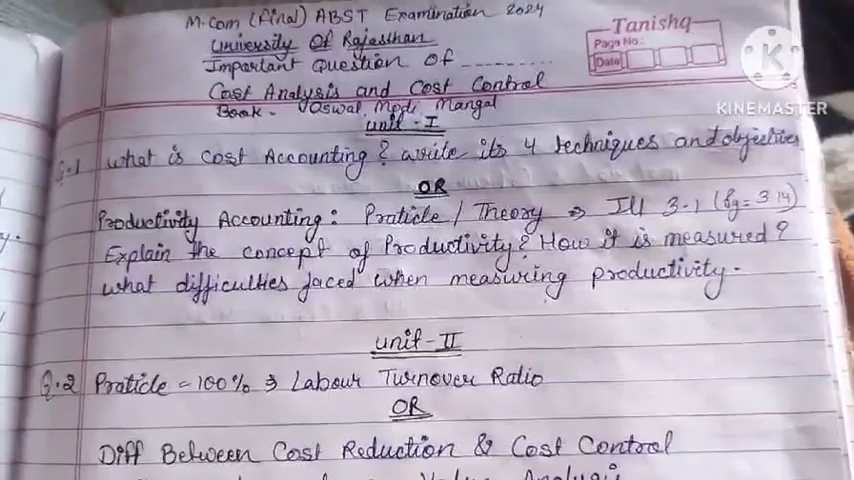 M.Com (Final) ABST Examination 2024
University Of Rajasthan
Important Question Of ..........
Cost Analysis and Cost Control
Book - Oswal, Modi, Mangal
Tanishq
Page No:
Date
KINEMASTER
unit-I
Q.1 what is cost Accounting? write its 4 techniques and objectives
OR
Productivity Accounting: Praticle / Theory ⇒ Ill 3.1 (Pg = 3.14)
Explain the concept of Productivity? How it is measured?
what difficulties faced when measuring productivity.
unit-II
Q.2 Praticle = 100% ⇒ Labour Turnover Ratio
OR
Diff Between Cost Reduction & Cost Control
Value Analysis